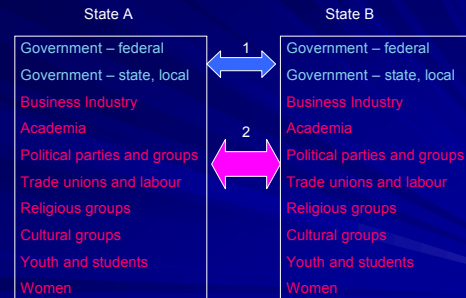 State A
State B
Government – federal
Government – state, local
Business Industry
Academia
Political parties and groups
Trade unions and labour
Religious groups
Cultural groups
Youth and students
Women
1
2
Government – federal
Government – state, local
Business Industry
Academia
Political parties and groups
Trade unions and labour
Religious groups
Cultural groups
Youth and students
Women